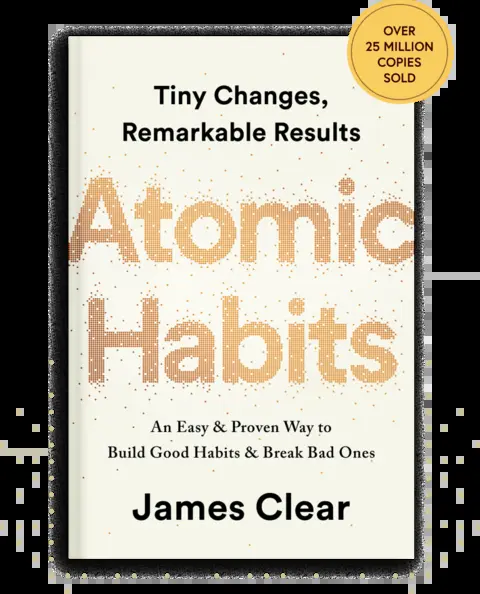 OVER
25 MILLION
COPIES
SOLD
Tiny Changes,
Remarkable Results
Atomic
Habits
An Easy & Proven Way to
Build Good Habits & Break Bad Ones
James Clear